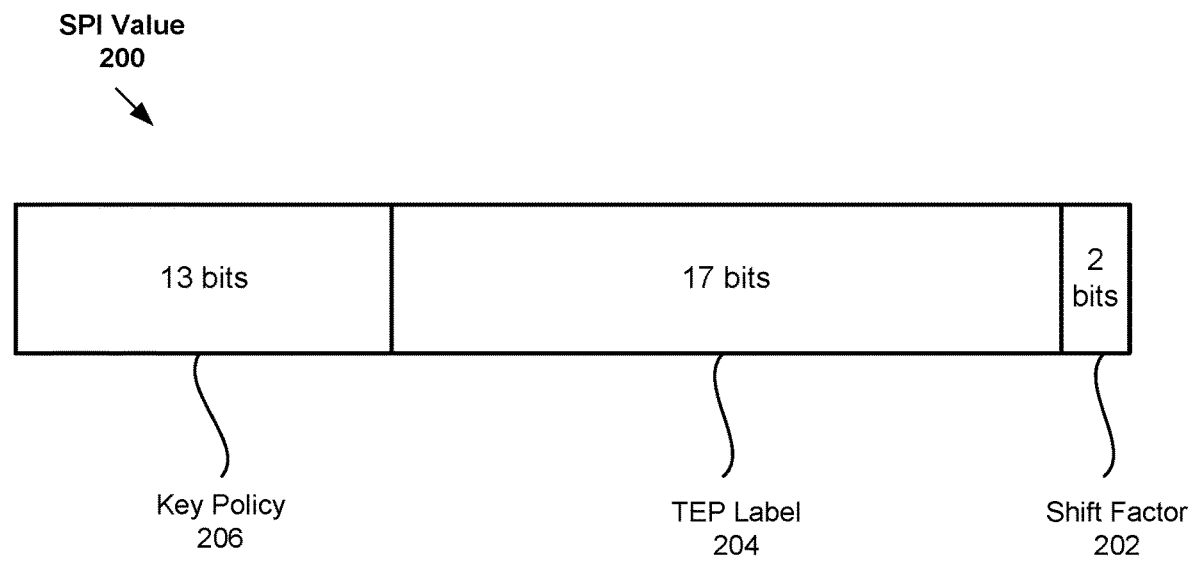 SPI Value
200
13 bits
17 bits
2
bits
Key Policy
206
TEP Label
204
Shift Factor
202